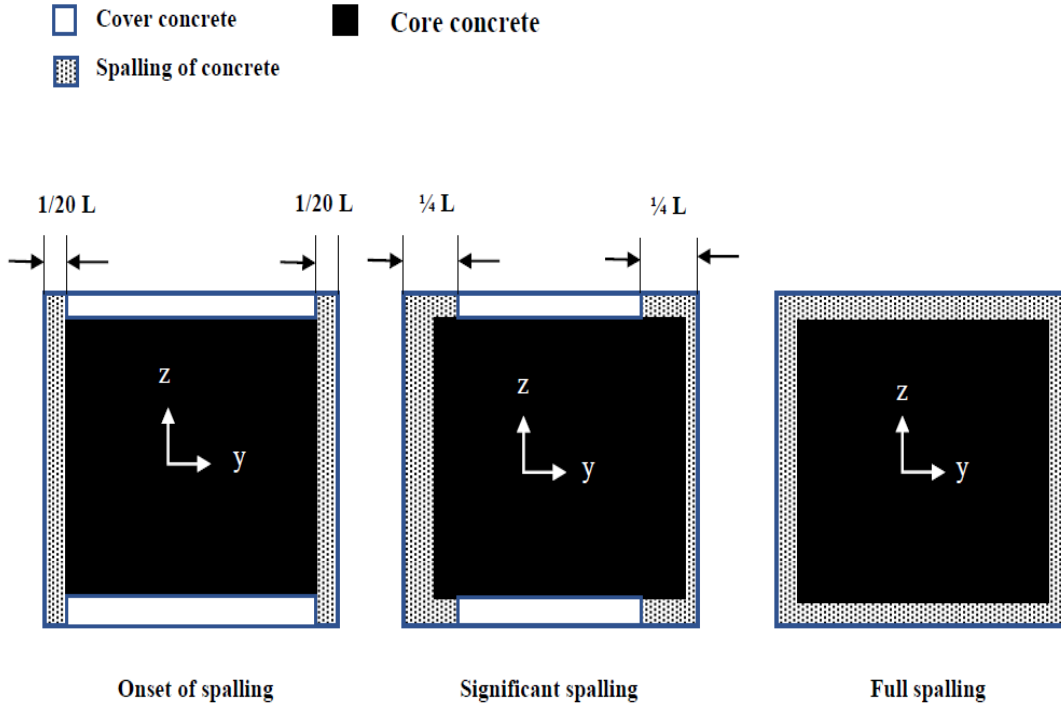 Cover concrete
Core concrete
Spalling of concrete
1/20 L
1/20 L
¼ L
¼ L
z
y
z
y
z
y
Onset of spalling
Significant spalling
Full spalling